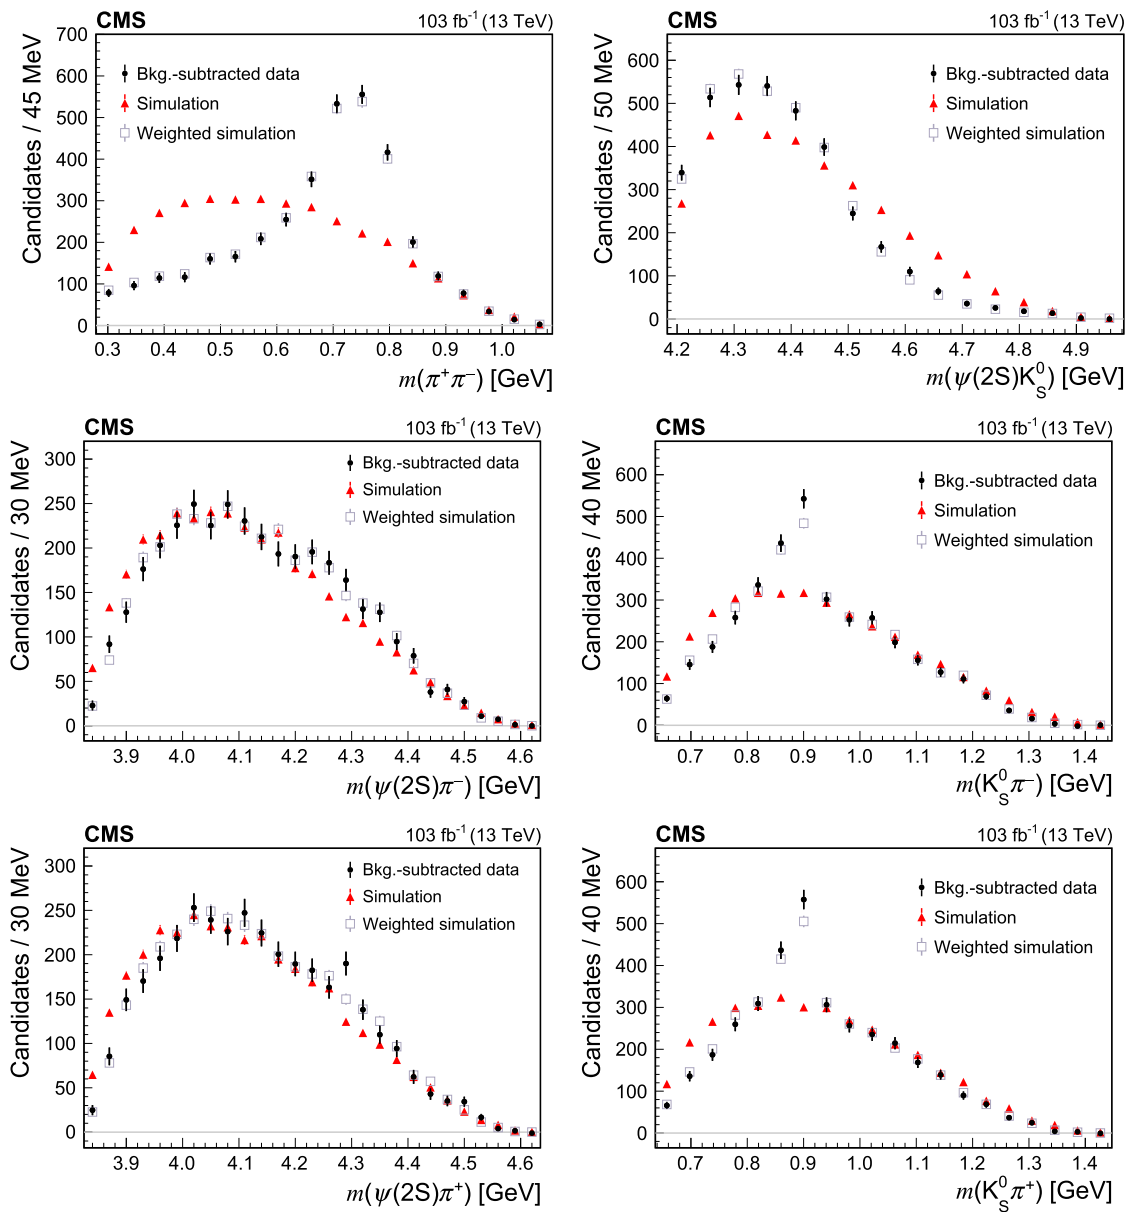 CMS 103 fb⁻¹ (13 TeV)
Candidates / 45 MeV
700
600
500
400
300
200
100
0
Bkg.-subtracted data
Simulation
Weighted simulation
0.3 0.4 0.5 0.6 0.7 0.8 0.9 1.0
m(π⁺π⁻) [GeV]
CMS 103 fb⁻¹ (13 TeV)
Candidates / 50 MeV
600
500
400
300
200
100
0
Bkg.-subtracted data
Simulation
Weighted simulation
4.2 4.3 4.4 4.5 4.6 4.7 4.8 4.9
m(ψ(2S)K⁰_S) [GeV]
CMS 103 fb⁻¹ (13 TeV)
Candidates / 30 MeV
300
250
200
150
100
50
0
Bkg.-subtracted data
Simulation
Weighted simulation
3.9 4.0 4.1 4.2 4.3 4.4 4.5 4.6
m(ψ(2S)π⁻) [GeV]
CMS 103 fb⁻¹ (13 TeV)
Candidates / 40 MeV
600
500
400
300
200
100
0
Bkg.-subtracted data
Simulation
Weighted simulation
0.7 0.8 0.9 1.0 1.1 1.2 1.3 1.4
m(K⁰_Sπ⁻) [GeV]
CMS 103 fb⁻¹ (13 TeV)
Candidates / 30 MeV
300
250
200
150
100
50
0
Bkg.-subtracted data
Simulation
Weighted simulation
3.9 4.0 4.1 4.2 4.3 4.4 4.5 4.6
m(ψ(2S)π⁺) [GeV]
CMS 103 fb⁻¹ (13 TeV)
Candidates / 40 MeV
600
500
400
300
200
100
0
Bkg.-subtracted data
Simulation
Weighted simulation
0.7 0.8 0.9 1.0 1.1 1.2 1.3 1.4
m(K⁰_Sπ⁺) [GeV]